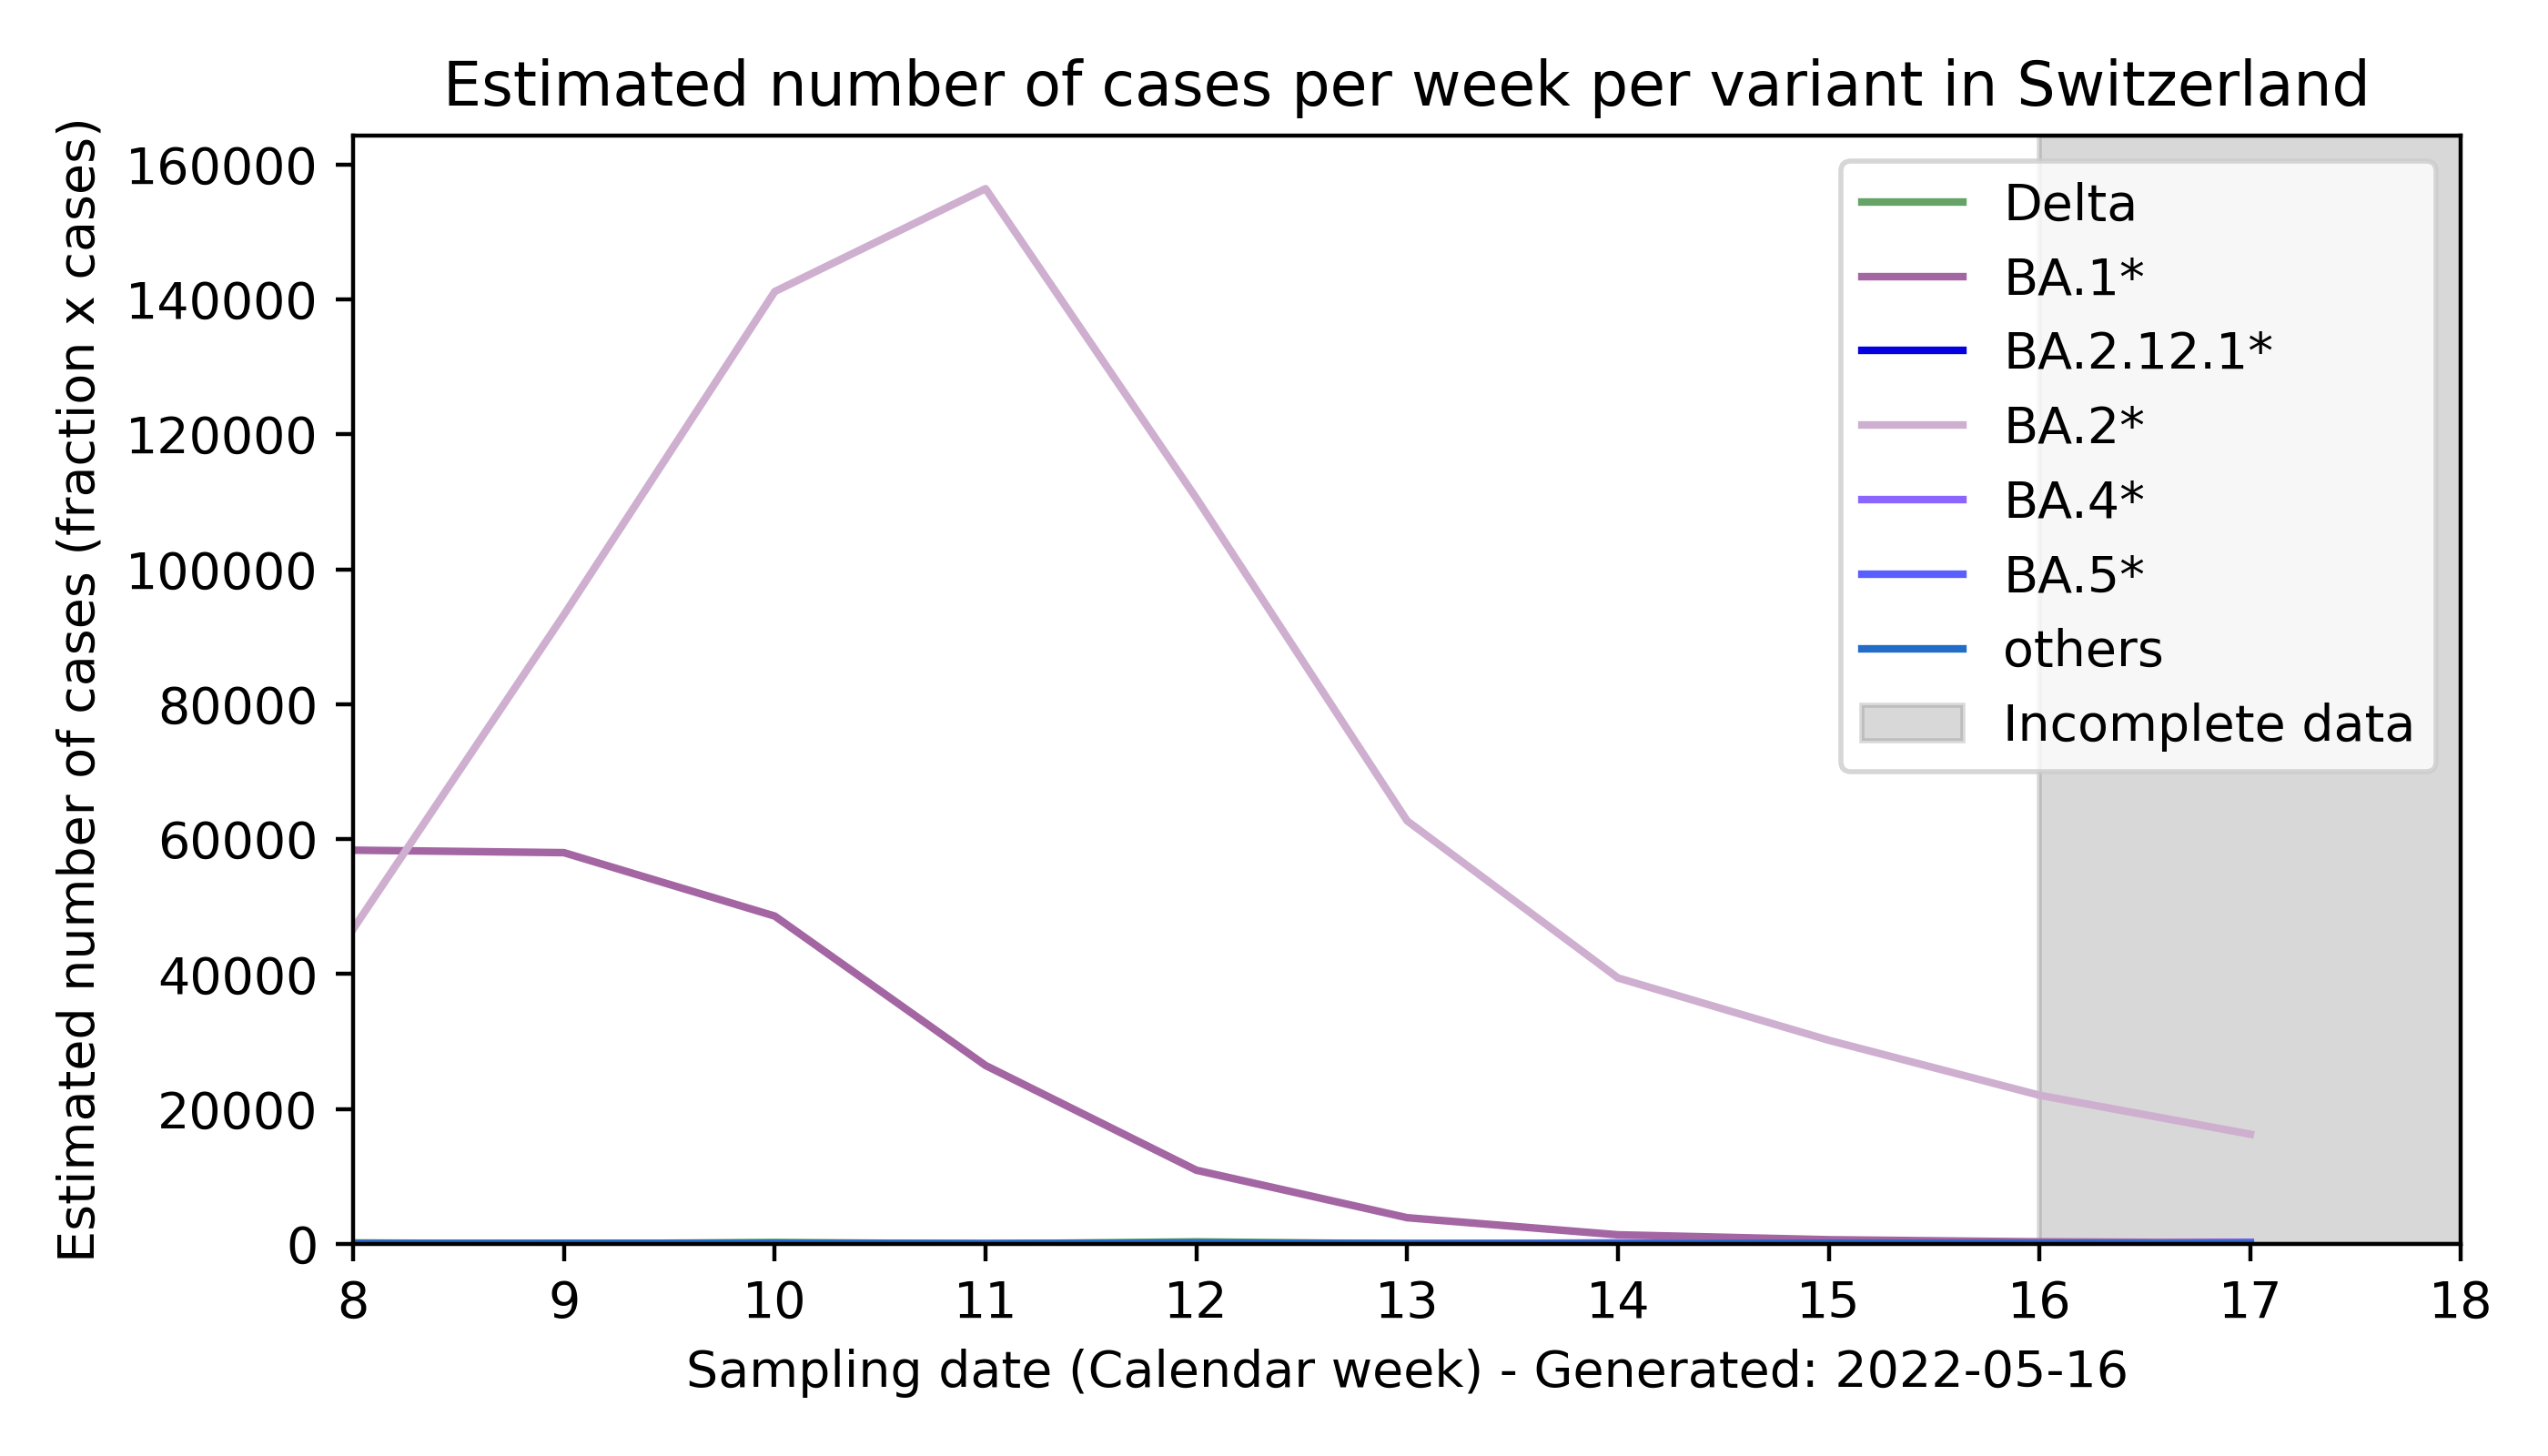 Estimated number of cases per week per variant in Switzerland
Estimated number of cases (fraction x cases)
160000
140000
120000
100000
80000
60000
40000
20000
0
8 9 10 11 12 13 14 15 16 17 18
Sampling date (Calendar week) - Generated: 2022-05-16
Delta
BA.1*
BA.2.12.1*
BA.2*
BA.4*
BA.5*
others
Incomplete data